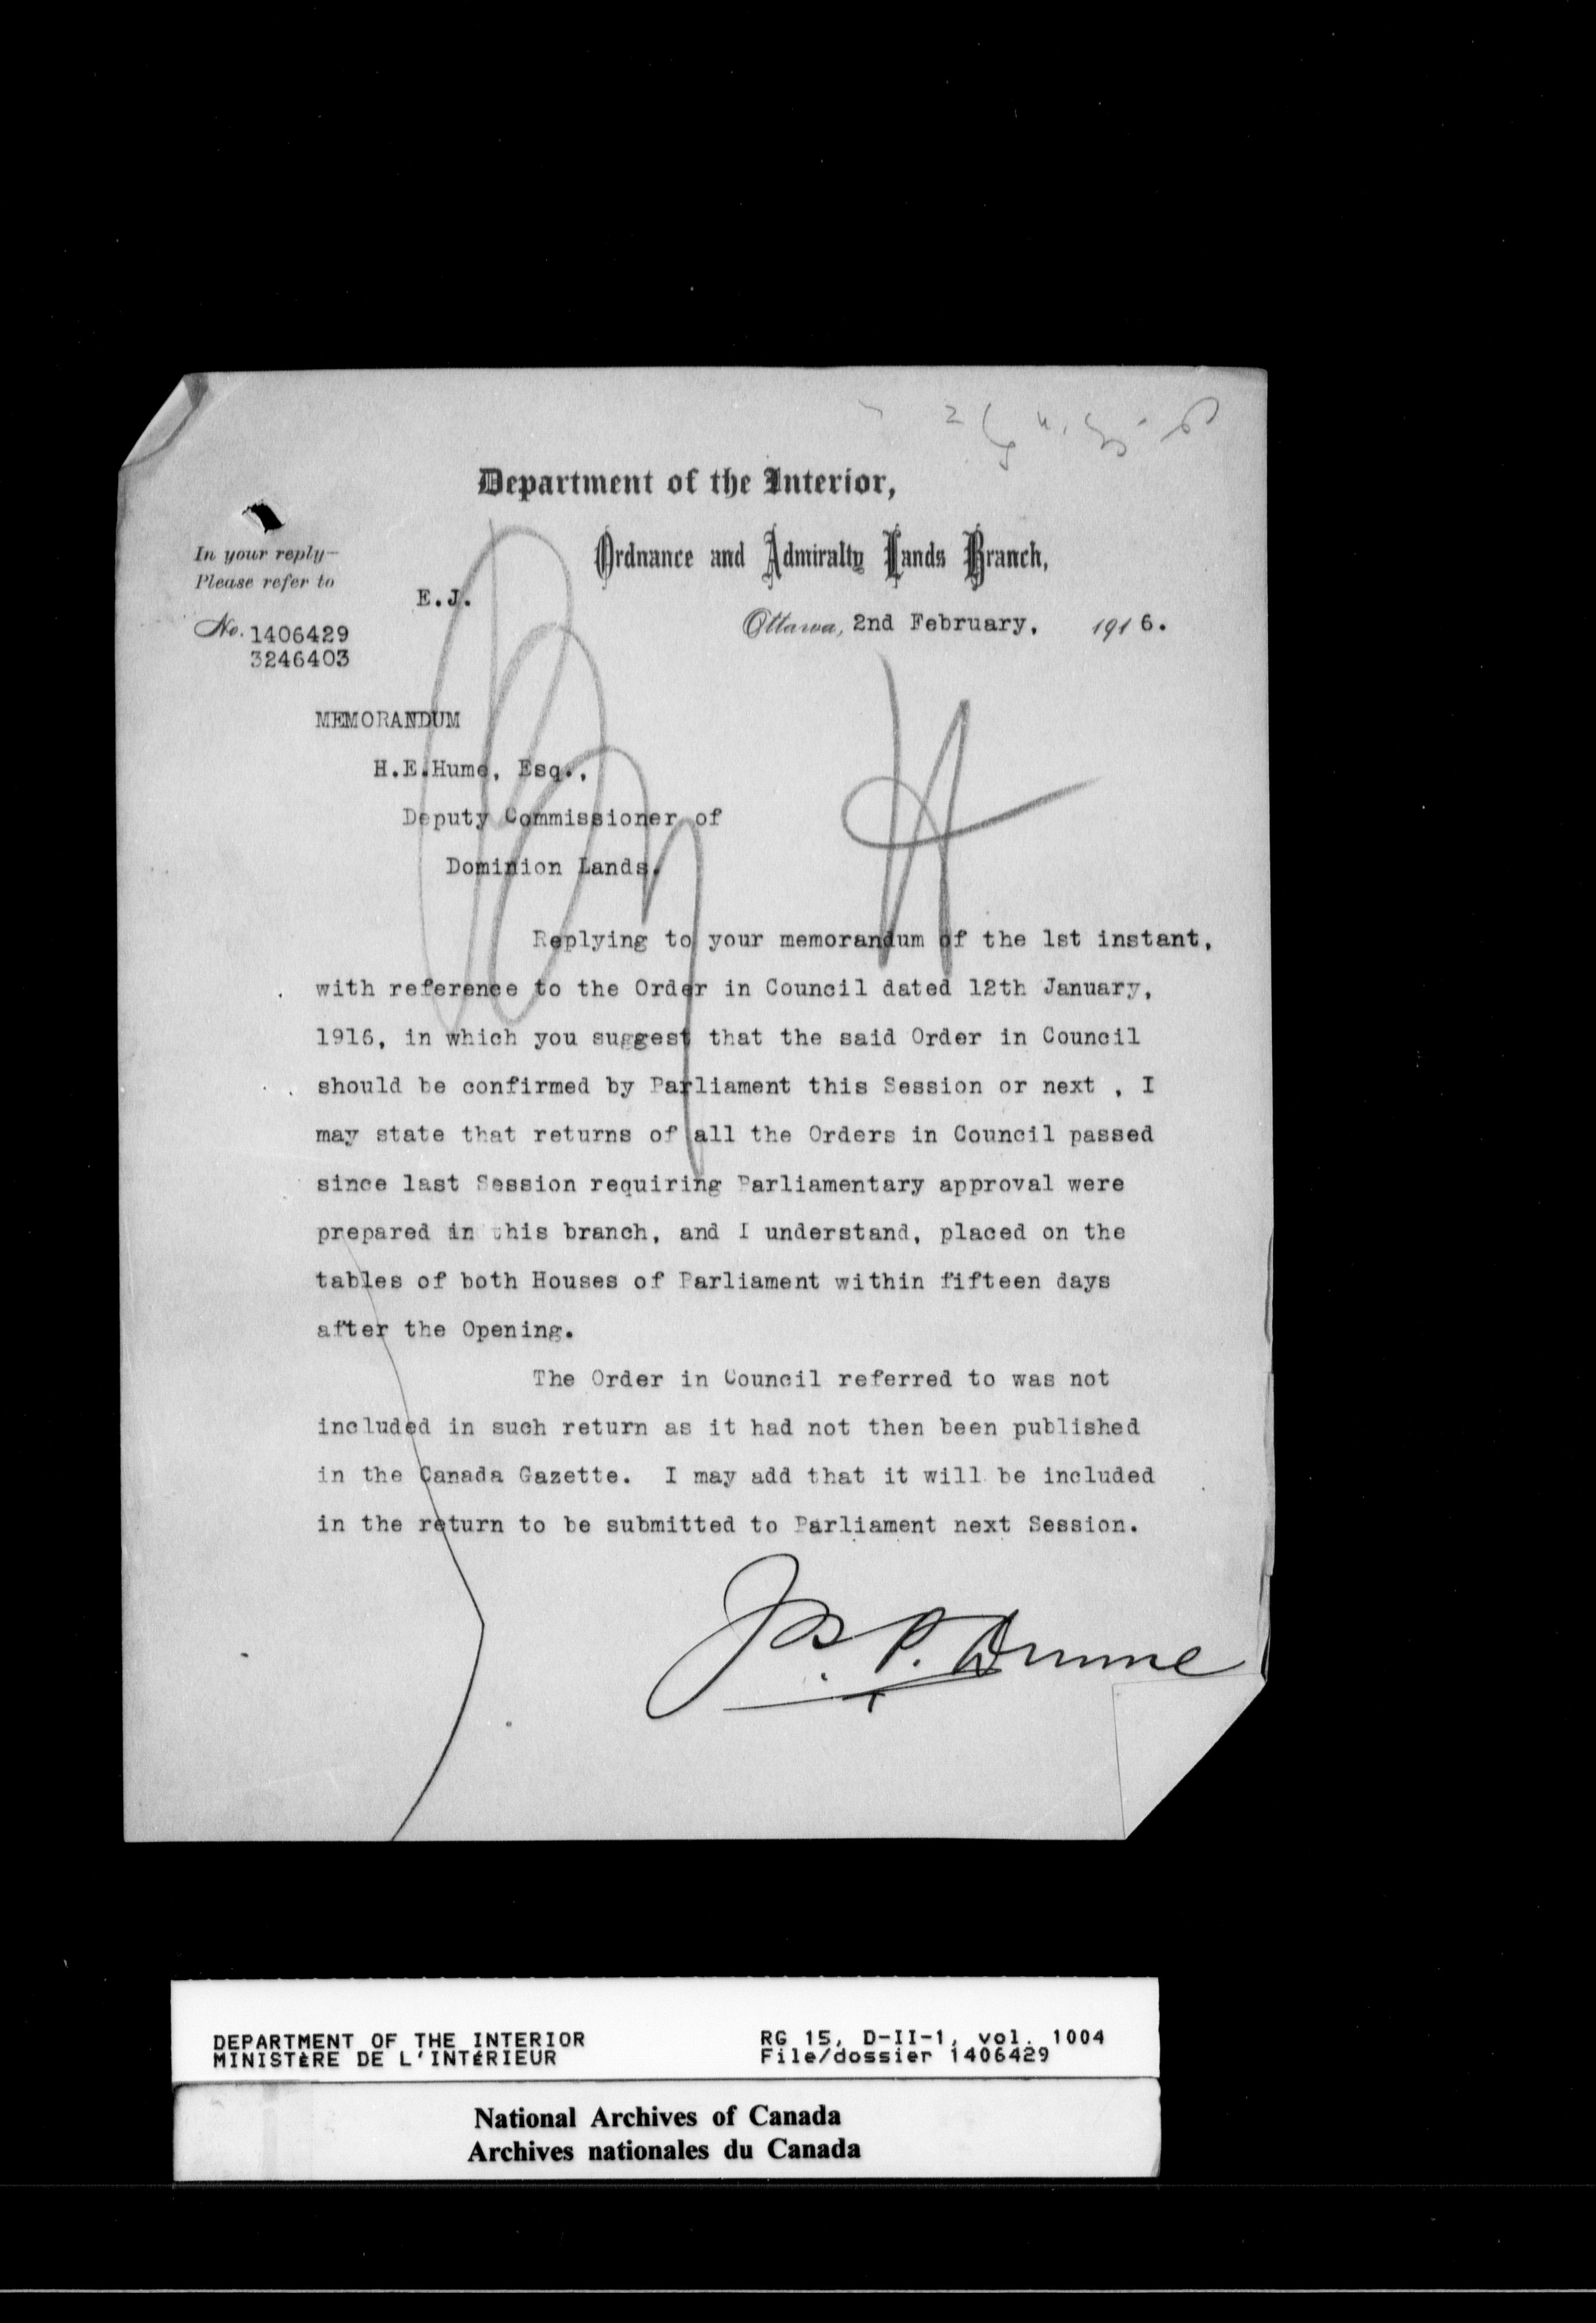 Department of the Interior,
Ordnance and Admiralty Lands Branch,
In your reply—
Please refer to
E.J.
No. 1406429
3246403
Ottawa, 2nd February, 1916.
MEMORANDUM
H.E.Hume, Esq.,
Deputy Commissioner of
Dominion Lands.
Replying to your memorandum of the 1st instant,
with reference to the Order in Council dated 12th January,
1916, in which you suggest that the said Order in Council
should be confirmed by Parliament this Session or next , I
may state that returns of all the Orders in Council passed
since last Session requiring Parliamentary approval were
prepared in this branch, and I understand, placed on the
tables of both Houses of Parliament within fifteen days
after the Opening.
The Order in Council referred to was not
included in such return as it had not then been published
in the Canada Gazette. I may add that it will be included
in the return to be submitted to Parliament next Session.
J. P. Dunne
DEPARTMENT OF THE INTERIOR
MINISTÈRE DE L'INTÉRIEUR
RG 15, D-II-1, vol. 1004
File/dossier 1406429
National Archives of Canada
Archives nationales du Canada